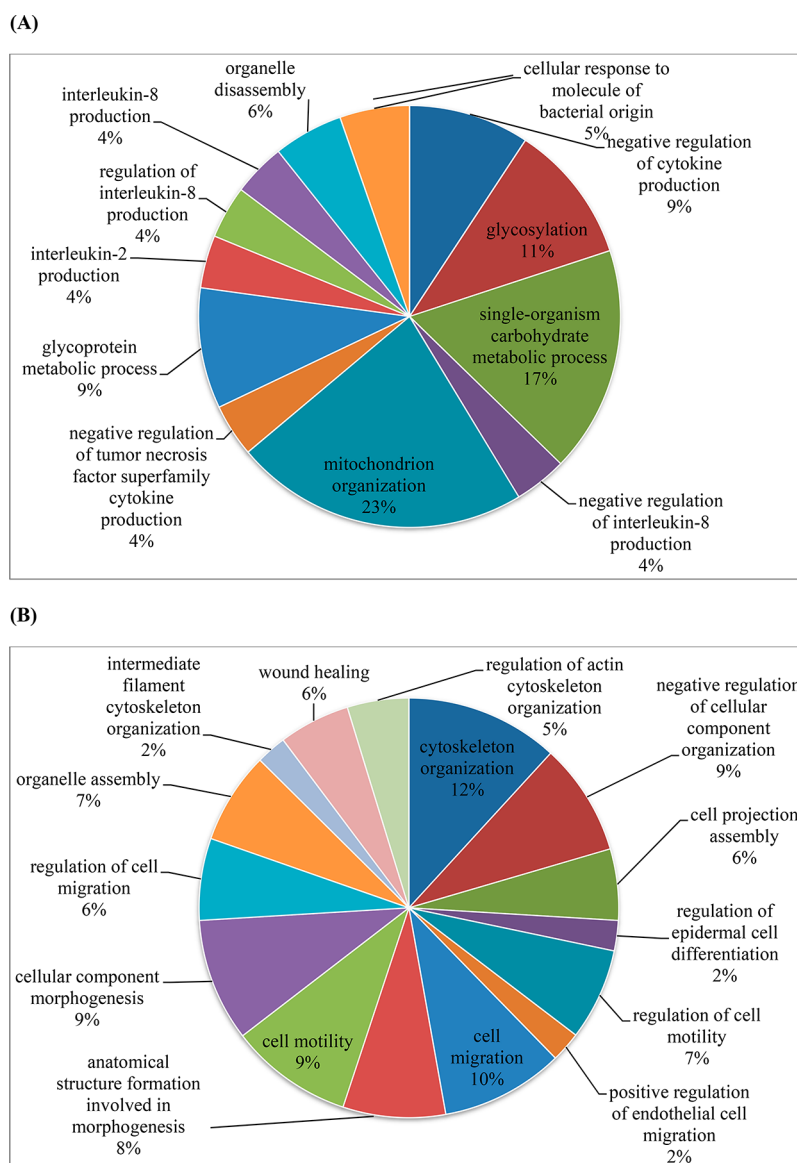 (A)
cellular response to
molecule of
bacterial origin
5%
negative regulation
of cytokine
production
9%
glycosylation
11%
single-organism
carbohydrate
metabolic process
17%
negative regulation
of interleukin-8
production
4%
mitochondrion
organization
23%
negative regulation
of tumor necrosis
factor superfamily
cytokine
production
4%
glycoprotein
metabolic process
9%
interleukin-2
production
4%
regulation of
interleukin-8
production
4%
interleukin-8
production
4%
organelle
disassembly
6%
(B)
cytoskeleton
organization
12%
negative regulation
of cellular
component
organization
9%
cell projection
assembly
6%
regulation of
epidermal cell
differentiation
2%
regulation of cell
motility
7%
positive regulation
of endothelial cell
migration
2%
cell
migration
10%
anatomical
structure formation
involved in
morphogenesis
8%
cell motility
9%
cellular component
morphogenesis
9%
regulation of cell
migration
6%
organelle assembly
7%
intermediate
filament
cytoskeleton
organization
2%
wound healing
6%
regulation of actin
cytoskeleton
organization
5%